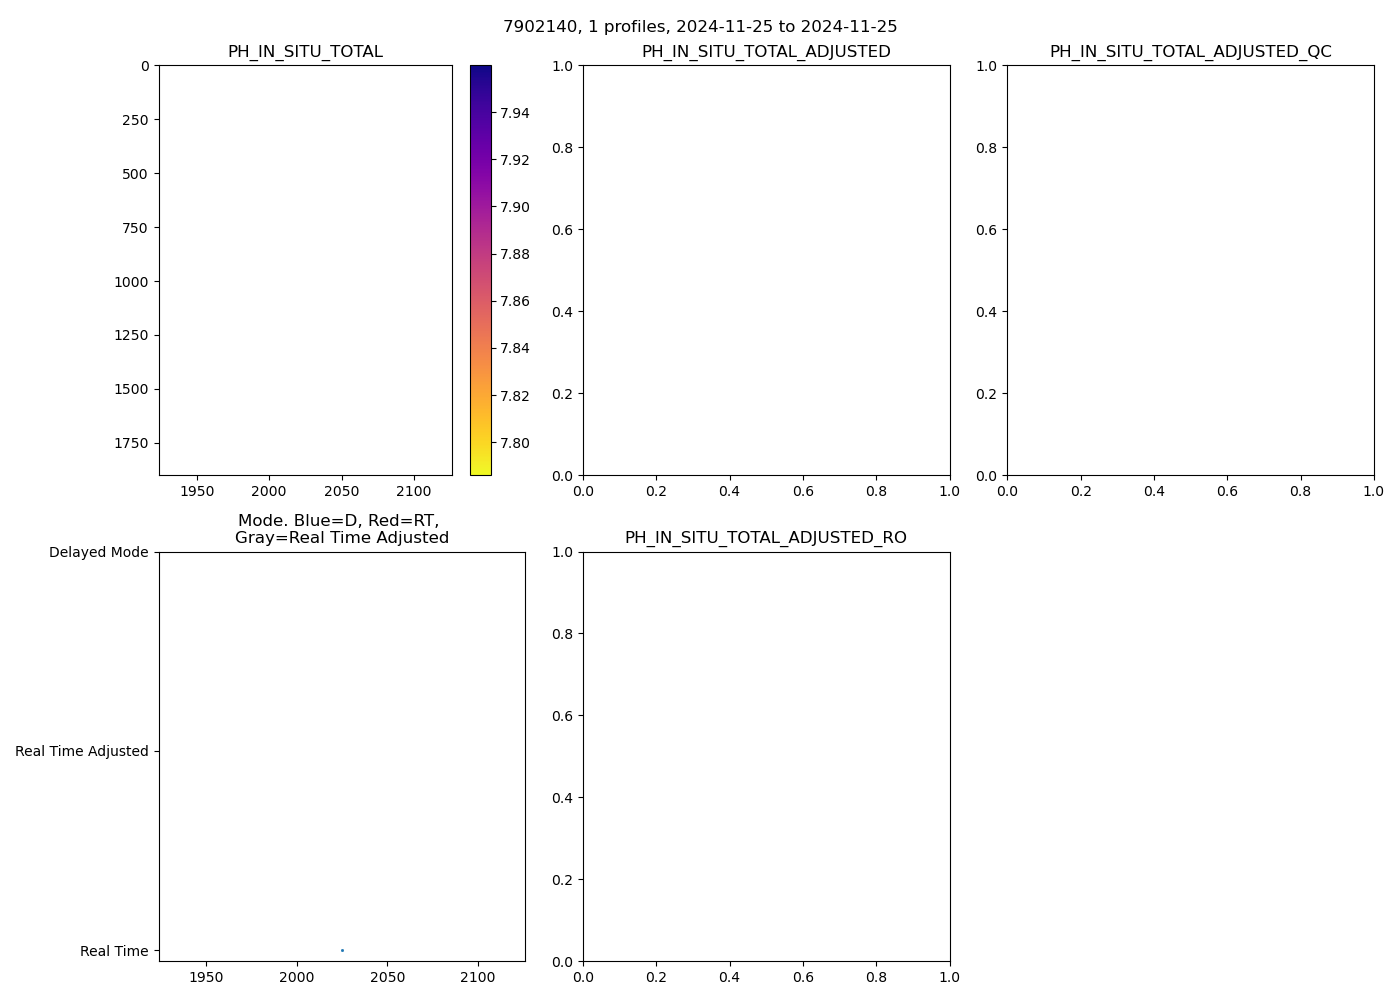 7902140, 1 profiles, 2024-11-25 to 2024-11-25
PH_IN_SITU_TOTAL
0
250
500
750
1000
1250
1500
1750
1950 2000 2050 2100
7.94
7.92
7.90
7.88
7.86
7.84
7.82
7.80
PH_IN_SITU_TOTAL_ADJUSTED
1.0
0.8
0.6
0.4
0.2
0.0
0.0 0.2 0.4 0.6 0.8 1.0
PH_IN_SITU_TOTAL_ADJUSTED_QC
1.0
0.8
0.6
0.4
0.2
0.0
0.0 0.2 0.4 0.6 0.8 1.0
Mode. Blue=D, Red=RT,
Gray=Real Time Adjusted
Delayed Mode
Real Time Adjusted
Real Time
1950 2000 2050 2100
PH_IN_SITU_TOTAL_ADJUSTED_RO
1.0
0.8
0.6
0.4
0.2
0.0
0.0 0.2 0.4 0.6 0.8 1.0